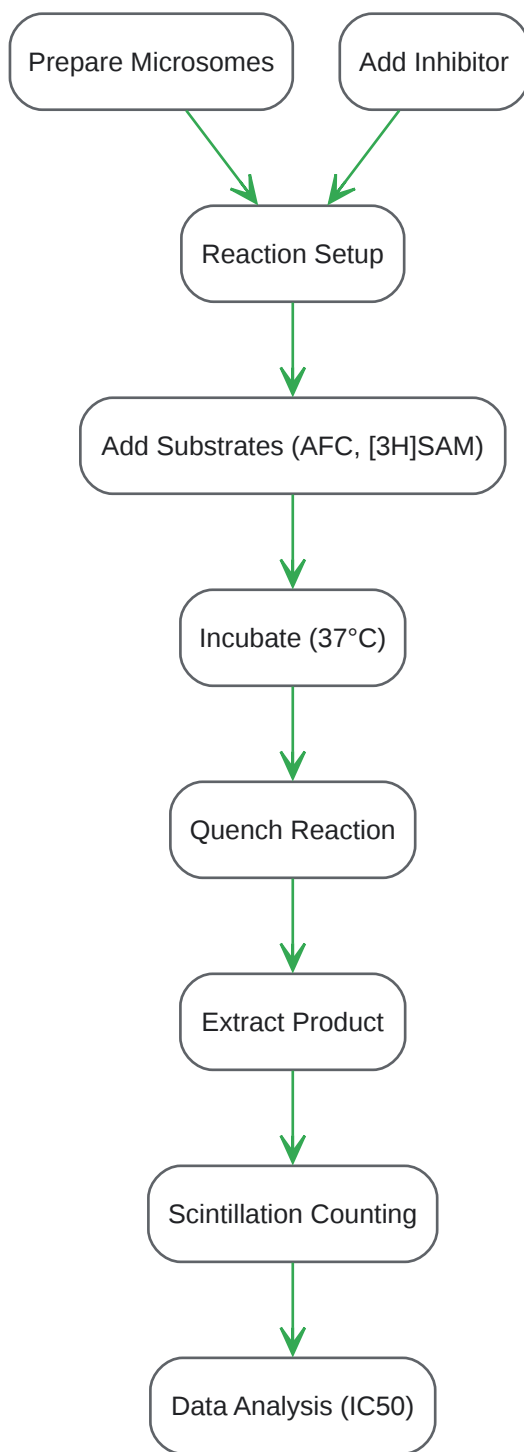 Prepare Microsomes
Add Inhibitor
Reaction Setup
Add Substrates (AFC, [3H]SAM)
Incubate (37°C)
Quench Reaction
Extract Product
Scintillation Counting
Data Analysis (IC50)